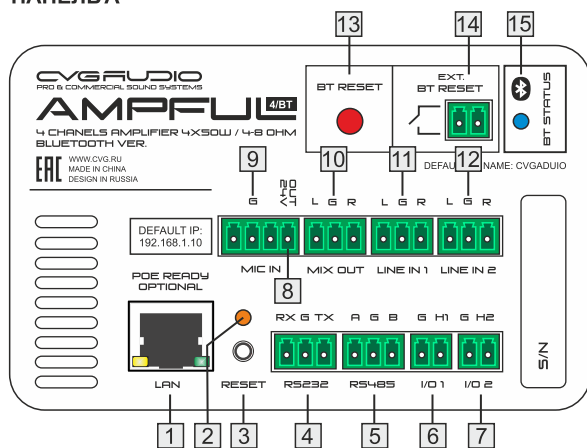 ПАНЕЛЬ А
13
14
15
CVGAUDIO
PRO & COMMERCIAL SOUND SYSTEMS
AMPFUL 4/BT
4 CHANELS AMPLIFIER 4X50W / 4-8 OHM
BLUETOOTH VER.
BT RESET
EXT.
BT RESET
BT STATUS
EAC
WWW.CVG.RU
MADE IN CHINA
DESIGN IN RUSSIA
9
10
11
12
DEFAULT NAME: CVGADUIO
G
24V
OUT
L G R
L G R
L G R
DEFAULT IP:
192.168.1.10
MIC IN
MIX OUT
LINE IN 1
LINE IN 2
8
POE READY
OPTIONAL
RX G TX
A G B
G H1
G H2
LAN
RESET
RS232
RS485
I/O 1
I/O 2
S/N
1
2
3
4
5
6
7